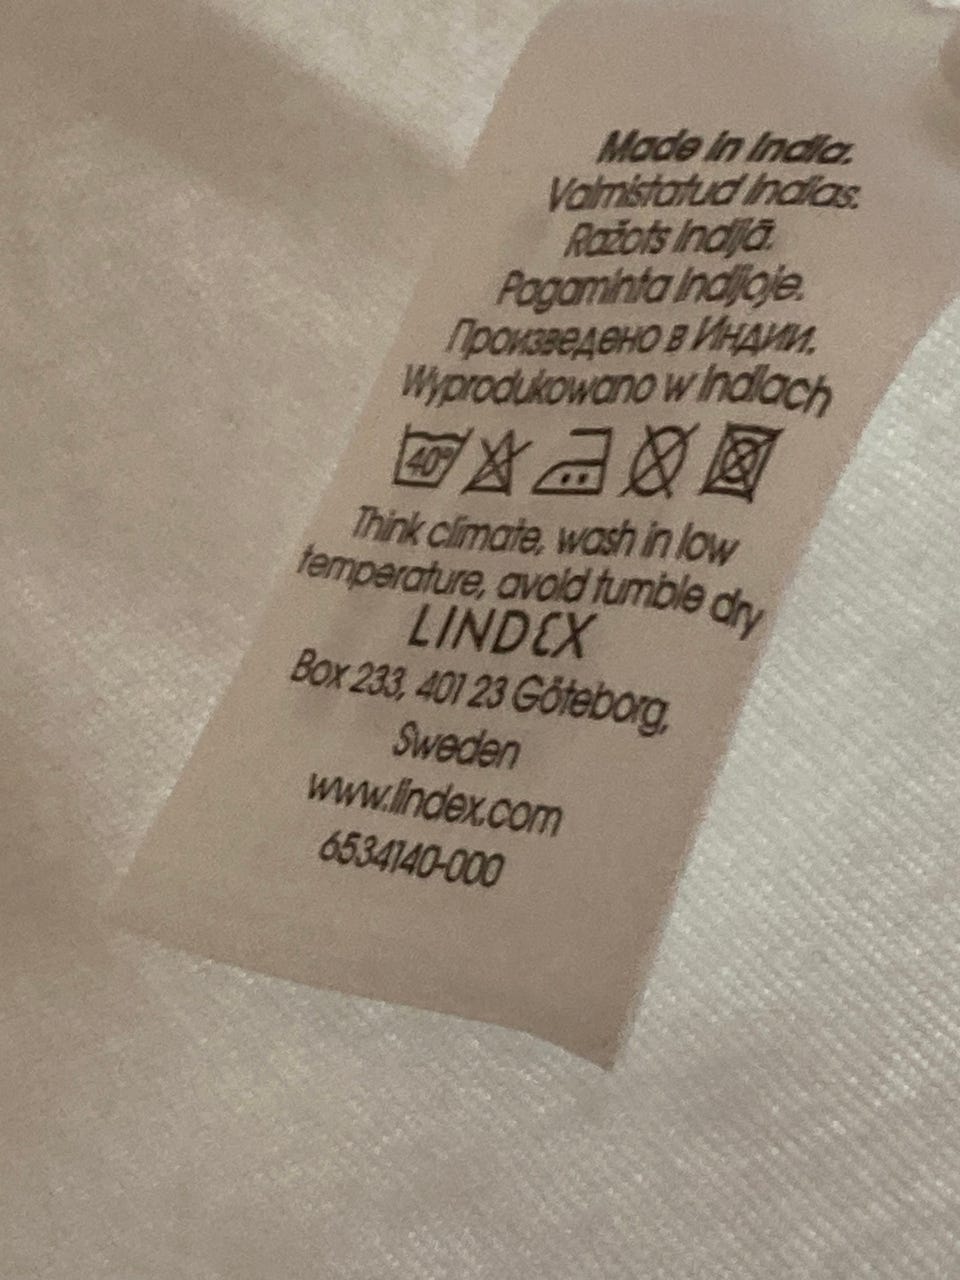 Made in India.
Valmistatud Indias.
Ražots Indijā.
Pagaminta Indijoje.
Произведено в Индии.
Wyprodukowano w Indiach
40°
Think climate, wash in low
temperature, avoid tumble dry
LINDEX
Box 233, 401 23 Göteborg,
Sweden
www.lindex.com
6534140-000